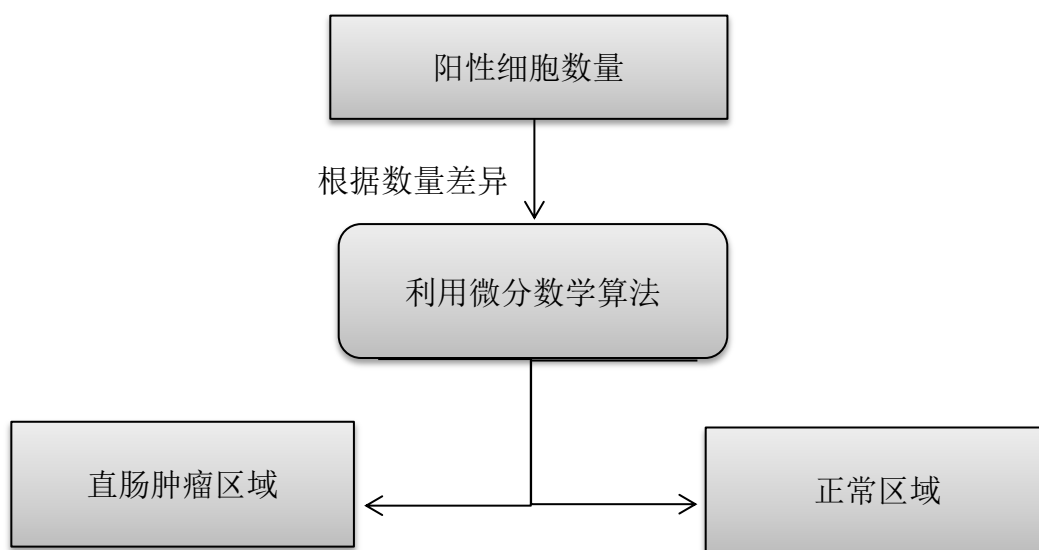 阳性细胞数量
根据数量差异
利用微分数学算法
直肠肿瘤区域
正常区域